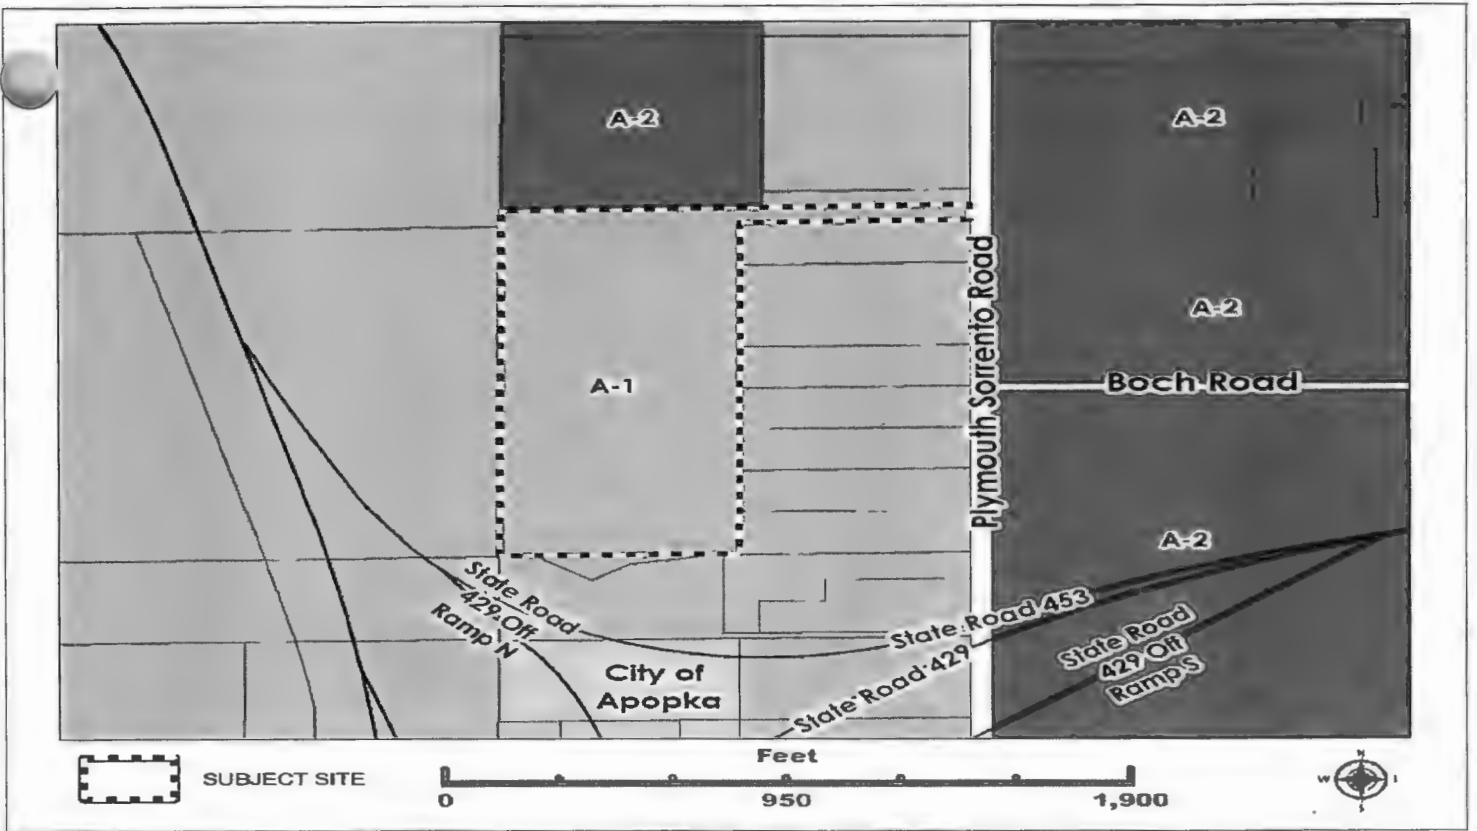 A-2
A-2
A-2
A-1
Plymouth Sorrento Road
Boch Road
A-2
State Road
429 Off
Ramp N
State Road 453
State Road 429
State Road
429 Off
Ramp S
City of
Apopka
SUBJECT SITE
Feet
0
950
1,900
N
W
S